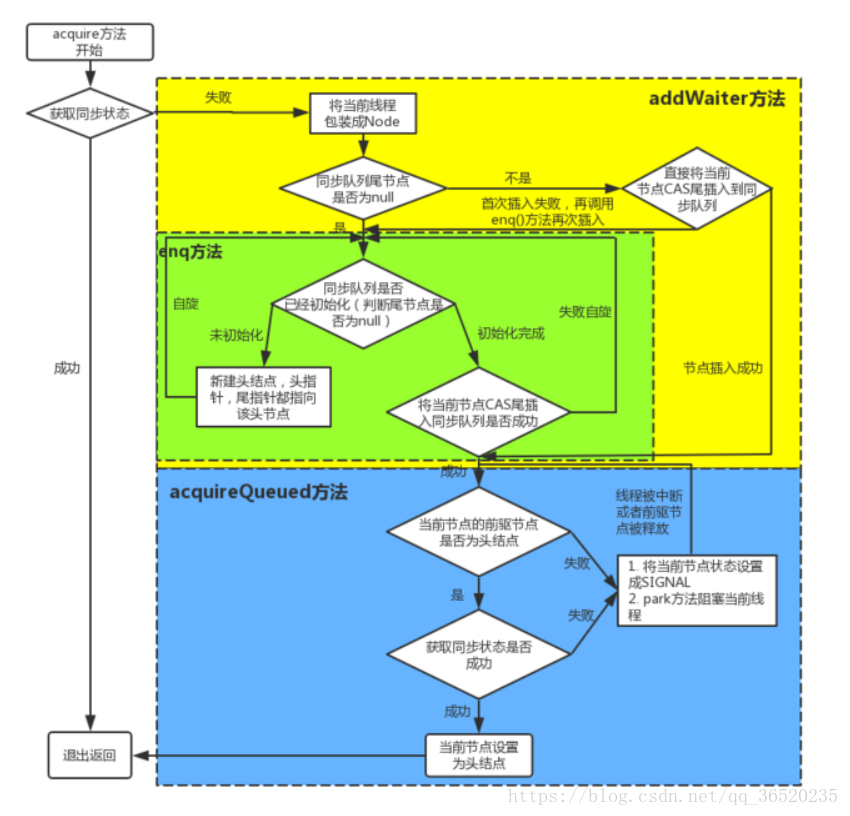 acquire方法
开始
获取同步状态
失败
将当前线程
包装成Node
addWaiter方法
同步队列尾节点
是否为null
不是
直接将当前
节点CAS尾插入到同
步队列
首次插入失败，再调用
enq()方法再次插入
是
enq方法
同步队列是否
已经初始化（判断尾节点是
否为null）
自旋
失败自旋
未初始化
初始化完成
成功
节点插入成功
新建头结点，头指
针，尾指针都指向
该头节点
将当前节点CAS尾插
入同步队列是否成功
成功
acquireQueued方法
线程被中断
或者前驱节
点被释放
当前节点的前驱节点
是否为头结点
失败
1. 将当前节点状态设置
成SIGNAL
2. park方法阻塞当前线
程
是
失败
获取同步状态是否
成功
成功
当前节点设置
为头结点
退出返回
https://blog.csdn.net/qq_36520235